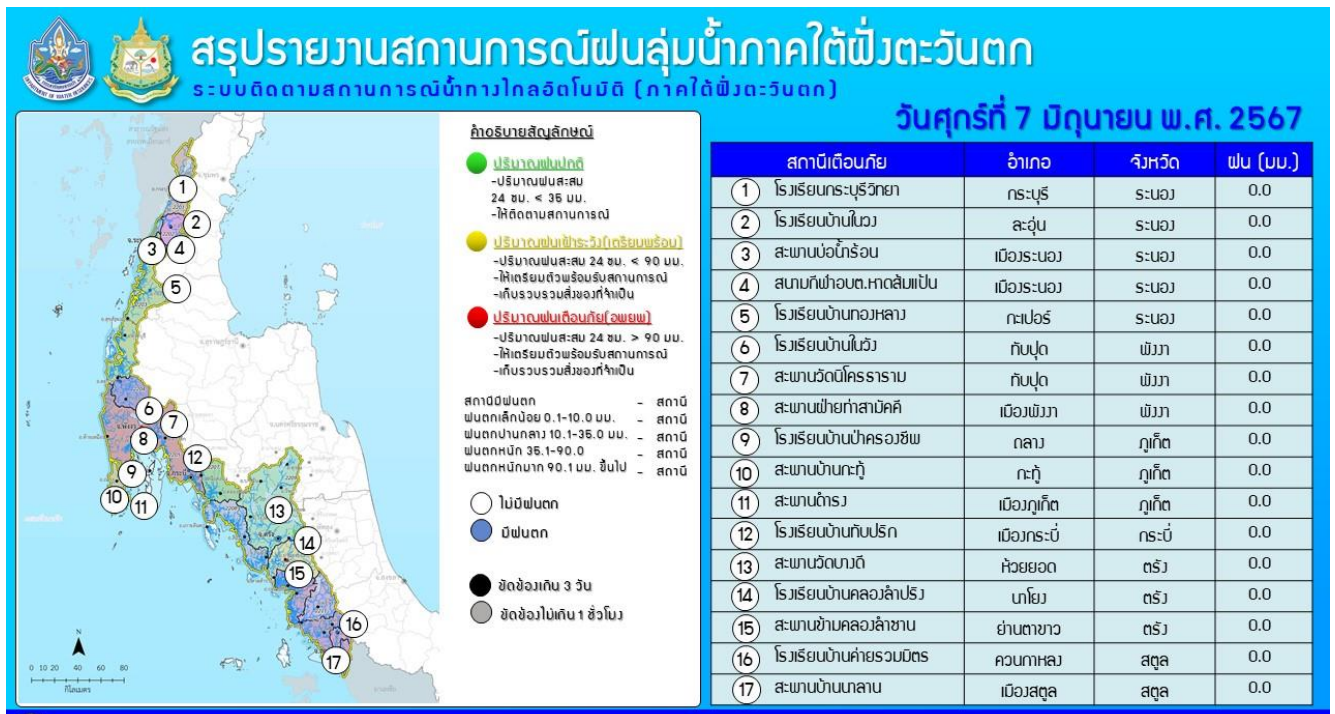 สรุปรายงานสถานการณ์ฝนลุ่มน้ำภาคใต้ฝั่งตะวันตก
ระบบติดตามสถานการณ์น้ำทางไกลอัตโนมัติ (ภาคใต้ฝั่งตะวันตก)
วันศุกร์ที่ 7 มิถุนายน พ.ศ. 2567
คำอธิบายสัญลักษณ์
ปริมาณฝนปกติ
-ปริมาณฝนสะสม
24 ชม. < 35 มม.
-ให้ติดตามสถานการณ์
ปริมาณฝนเฝ้าระวัง(เตรียมพร้อม)
-ปริมาณฝนสะสม 24 ชม. < 90 มม.
-ให้เตรียมตัวพร้อมรับสถานการณ์
-เก็บรวบรวมสิ่งของที่จำเป็น
ปริมาณฝนเตือนภัย(อพยพ)
-ปริมาณฝนสะสม 24 ชม. > 90 มม.
-ให้เตรียมตัวพร้อมรับสถานการณ์
-เก็บรวบรวมสิ่งของที่จำเป็น
สถานีมีฝนตก - สถานี
ฝนตกเล็กน้อย 0.1-10.0 มม. - สถานี
ฝนตกปานกลาง 10.1-35.0 มม. - สถานี
ฝนตกหนัก 35.1-90.0 - สถานี
ฝนตกหนักมาก 90.1 มม. ขึ้นไป - สถานี
ไม่มีฝนตก
มีฝนตก
ขัดข้องเกิน 3 วัน
ขัดข้องไม่เกิน 1 ชั่วโมง
1
2
3 4
5
6
7
8
12
9
10
11
13
14
15
16
17
N
0 10 20 40 60 80
กิโลเมตร
สถานีเตือนภัย อำเภอ จังหวัด ฝน (มม.)
1 โรงเรียนกระบุรีวิทยา กระบุรี ระนอง 0.0
2 โรงเรียนบ้านในวง ละอุ่น ระนอง 0.0
3 สะพานบ่อน้ำร้อน เมืองระนอง ระนอง 0.0
4 สนามกีฬาอบต.หาดส้มแป้น เมืองระนอง ระนอง 0.0
5 โรงเรียนบ้านทองหลาง กะเปอร์ ระนอง 0.0
6 โรงเรียนบ้านในวัง ทับปุด พังงา 0.0
7 สะพานวัดนิโครธาราม ทับปุด พังงา 0.0
8 สะพานฝ่ายท่าสามัคคี เมืองพังงา พังงา 0.0
9 โรงเรียนบ้านป่าครองชีพ ถลาง ภูเก็ต 0.0
10 สะพานบ้านกะทู้ กะทู้ ภูเก็ต 0.0
11 สะพานดำรง เมืองภูเก็ต ภูเก็ต 0.0
12 โรงเรียนบ้านทับปริก เมืองกระบี่ กระบี่ 0.0
13 สะพานวัดบางดี ห้วยยอด ตรัง 0.0
14 โรงเรียนบ้านคลองลำปริง นาโยง ตรัง 0.0
15 สะพานข้ามคลองลำชาน ย่านตาขาว ตรัง 0.0
16 โรงเรียนบ้านค่ายรวมมิตร ควนกาหลง สตูล 0.0
17 สะพานบ้านนาลาน เมืองสตูล สตูล 0.0